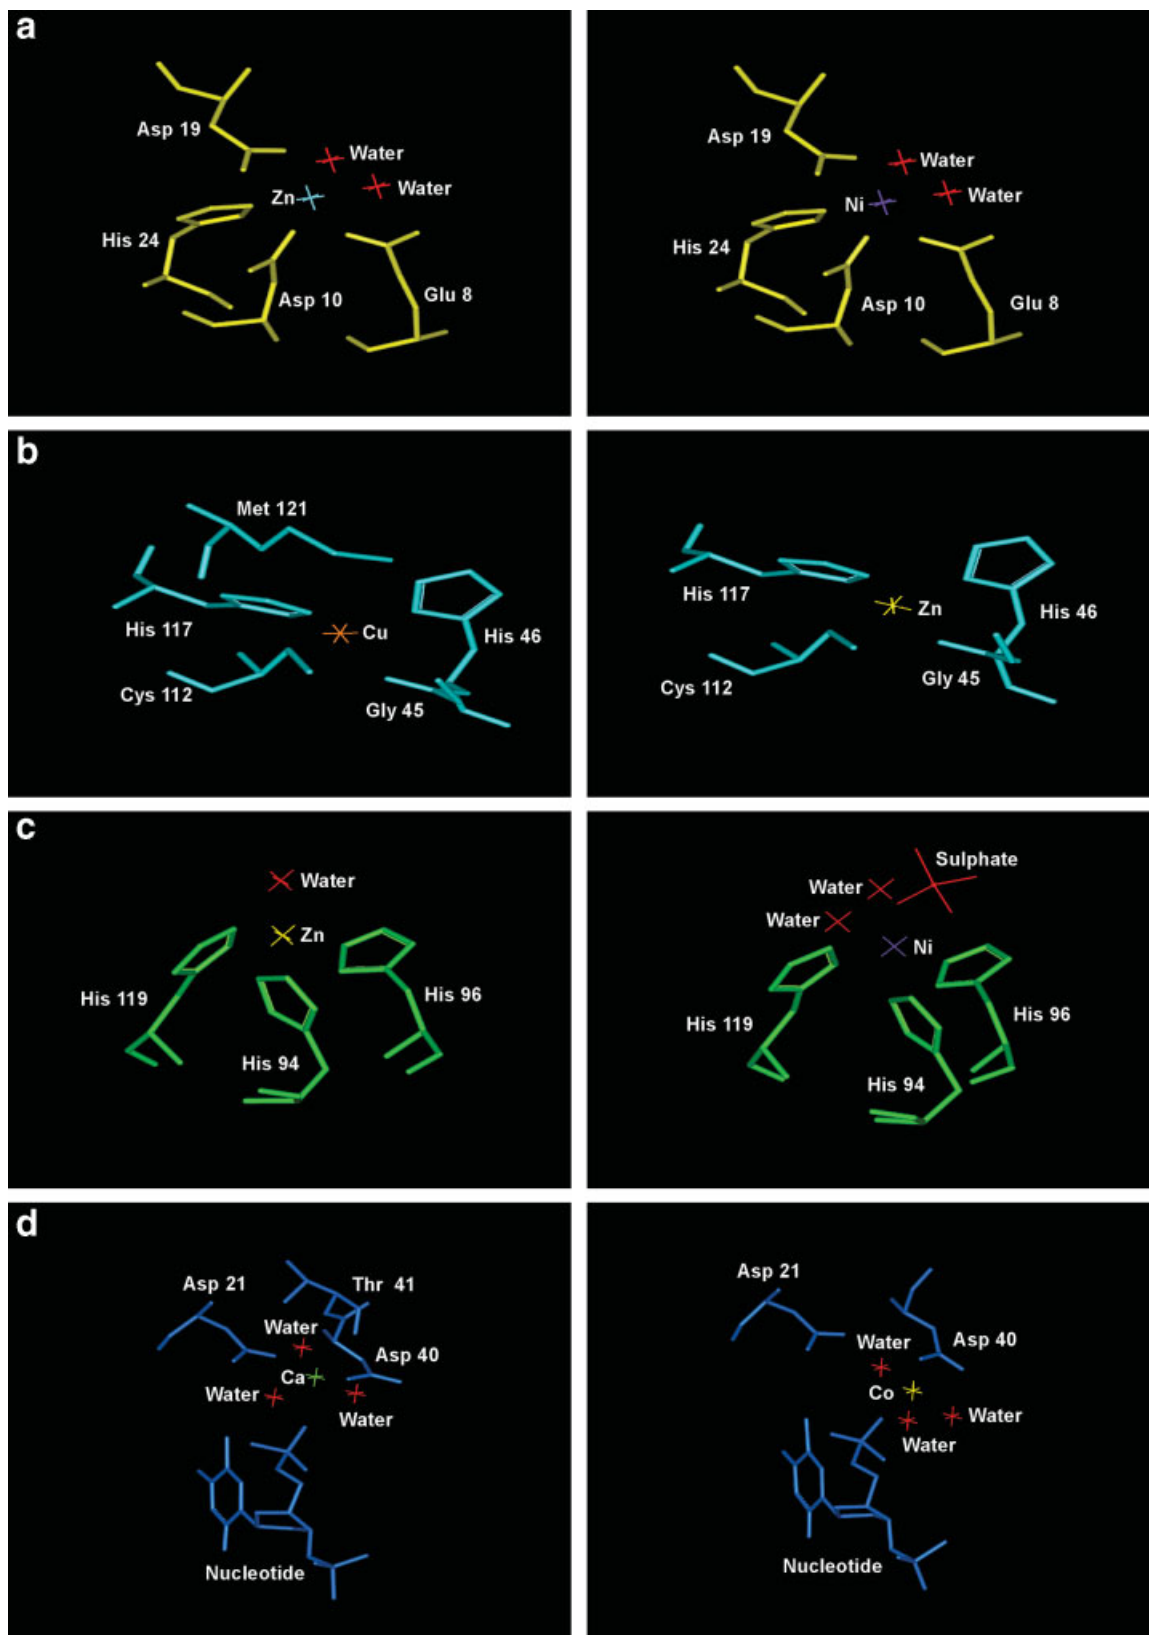 a
Asp 19
Water
Water
Zn
His 24
Asp 10
Glu 8
Asp 19
Water
Water
Ni
His 24
Asp 10
Glu 8
b
Met 121
His 117
Cu
His 46
Cys 112
Gly 45
His 117
Zn
His 46
Cys 112
Gly 45
c
Water
Zn
His 119
His 96
His 94
Sulphate
Water
Water
Ni
His 119
His 96
His 94
d
Asp 21
Thr 41
Water
Asp 40
Ca
Water
Water
Nucleotide
Asp 21
Water
Asp 40
Co
Water
Water
Nucleotide